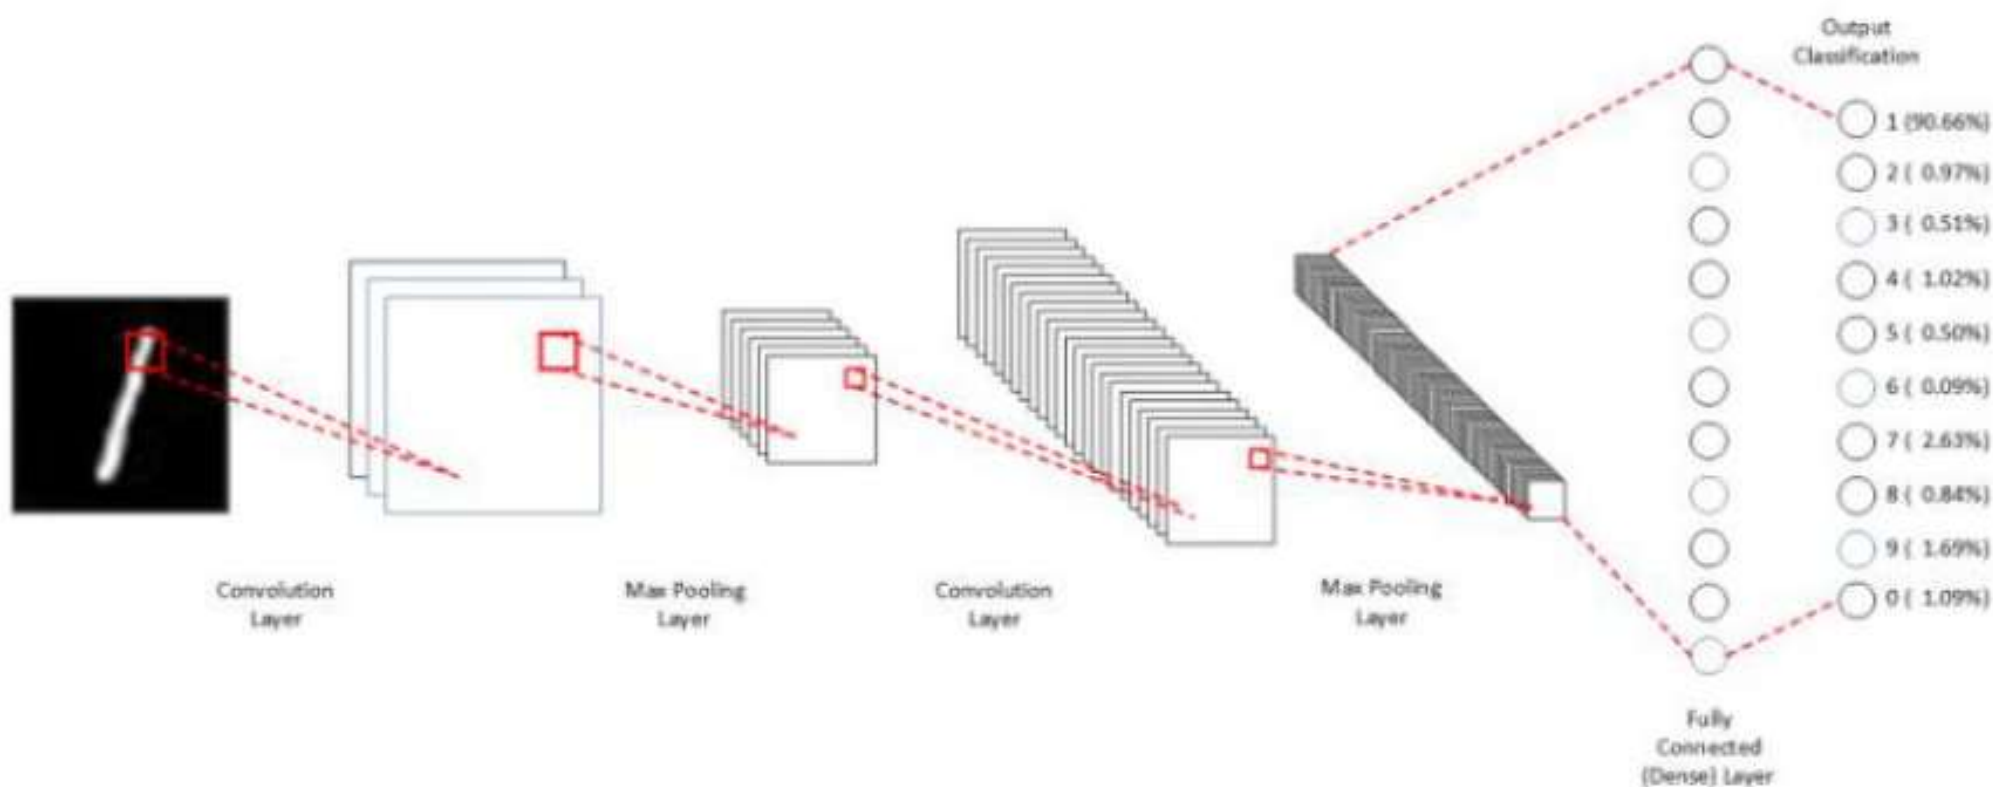 Output
Classification
1 (90.66%)
2 ( 0.97%)
3 ( 0.51%)
4 ( 1.02%)
5 ( 0.50%)
6 ( 0.09%)
7 ( 2.63%)
8 ( 0.84%)
9 ( 1.69%)
0 ( 1.09%)
Convolution
Layer
Max Pooling
Layer
Convolution
Layer
Max Pooling
Layer
Fully
Connected
(Dense) Layer